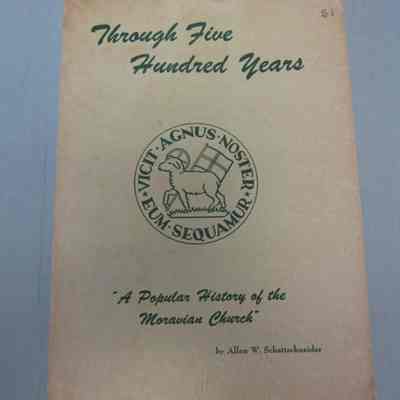 $1
Through Five
Hundred Years
VICIT · AGNUS · NOSTER
· EUM · SEQUAMUR ·
"A Popular History of the
Moravian Church"
by Allen W. Schattschneider